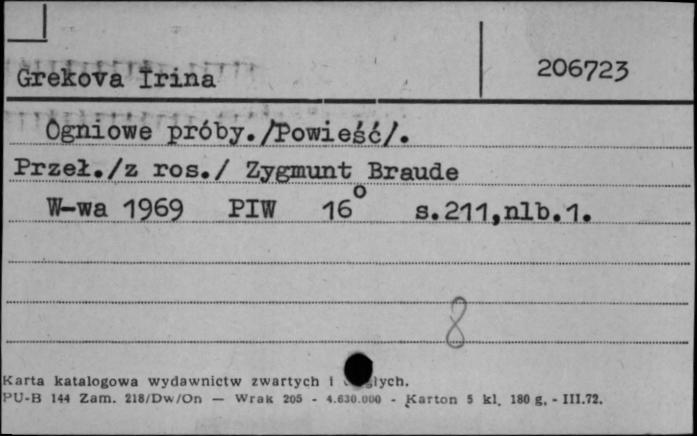 Grekova Irina 206723
Ogniowe próby./Powieść/.
Przeł./z ros./ Zygmunt Braude
W-wa 1969 PIW 16° s.211,nlb.1.
8
Karta katalogowa wydawnictw zwartych i
PU-B 144 Zam. 218/Dw/On — Wrak 205 - 4.630.000 - Karton 5 kl. 180 g. - III.72.